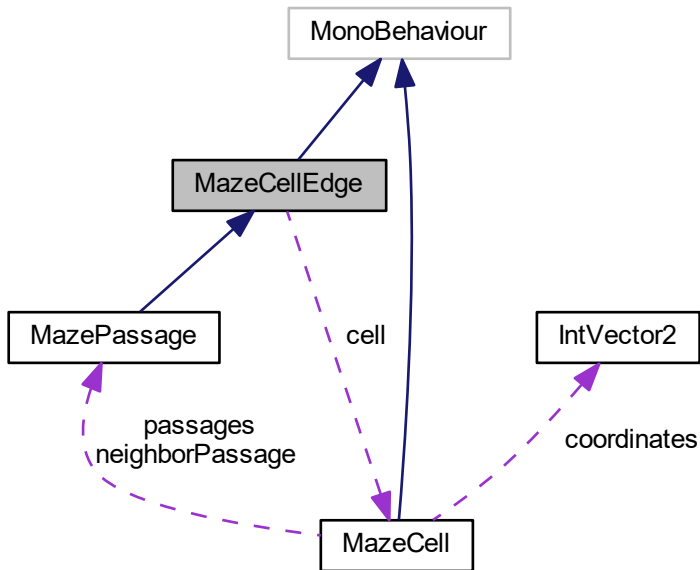 MonoBehaviour
MazeCellEdge
MazePassage
cell
IntVector2
passages
neighborPassage
coordinates
MazeCell